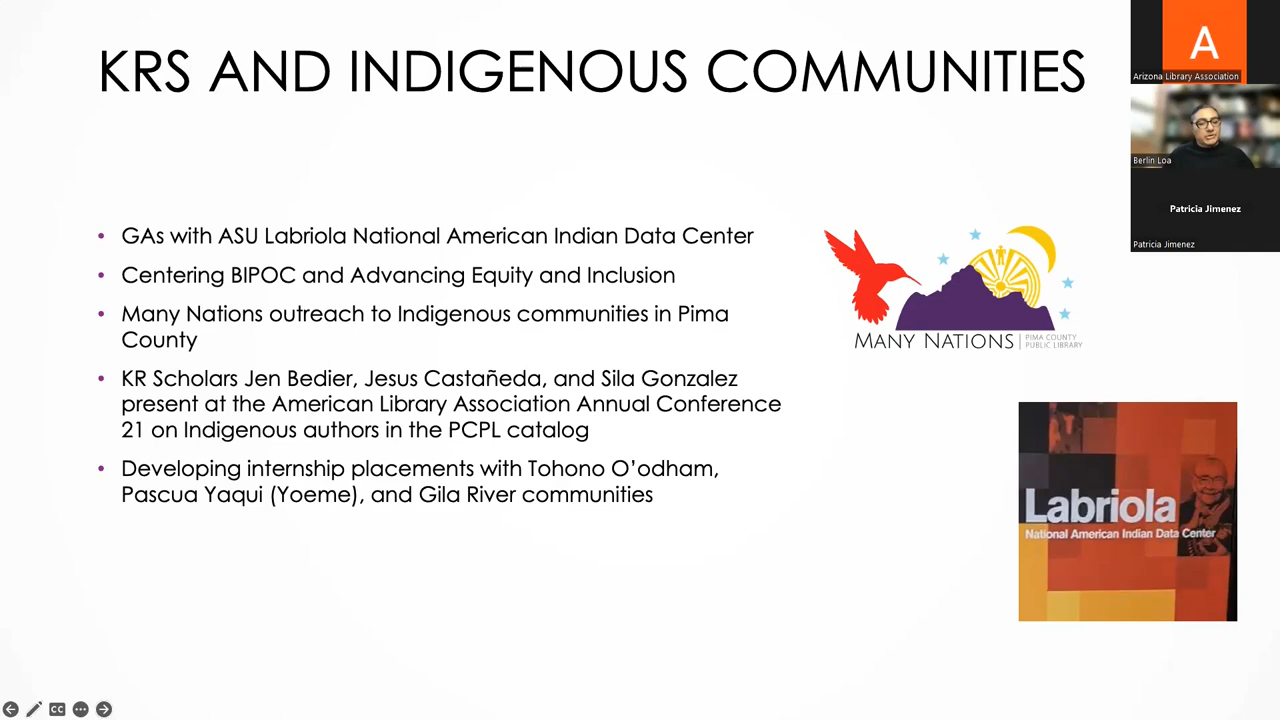 KRS AND INDIGENOUS COMMUNITIES
• GAs with ASU Labriola National American Indian Data Center
• Centering BIPOC and Advancing Equity and Inclusion
• Many Nations outreach to Indigenous communities in Pima
County
• KR Scholars Jen Bedier, Jesus Castañeda, and Sila Gonzalez
present at the American Library Association Annual Conference
21 on Indigenous authors in the PCPL catalog
• Developing internship placements with Tohono O’odham,
Pascua Yaqui (Yoeme), and Gila River communities
MANY NATIONS | PIMA COUNTY
PUBLIC LIBRARY
Labriola
National American Indian Data Center
A
Arizona Library Association
Berlin Loa
Patricia Jimenez
Patricia Jimenez
CC